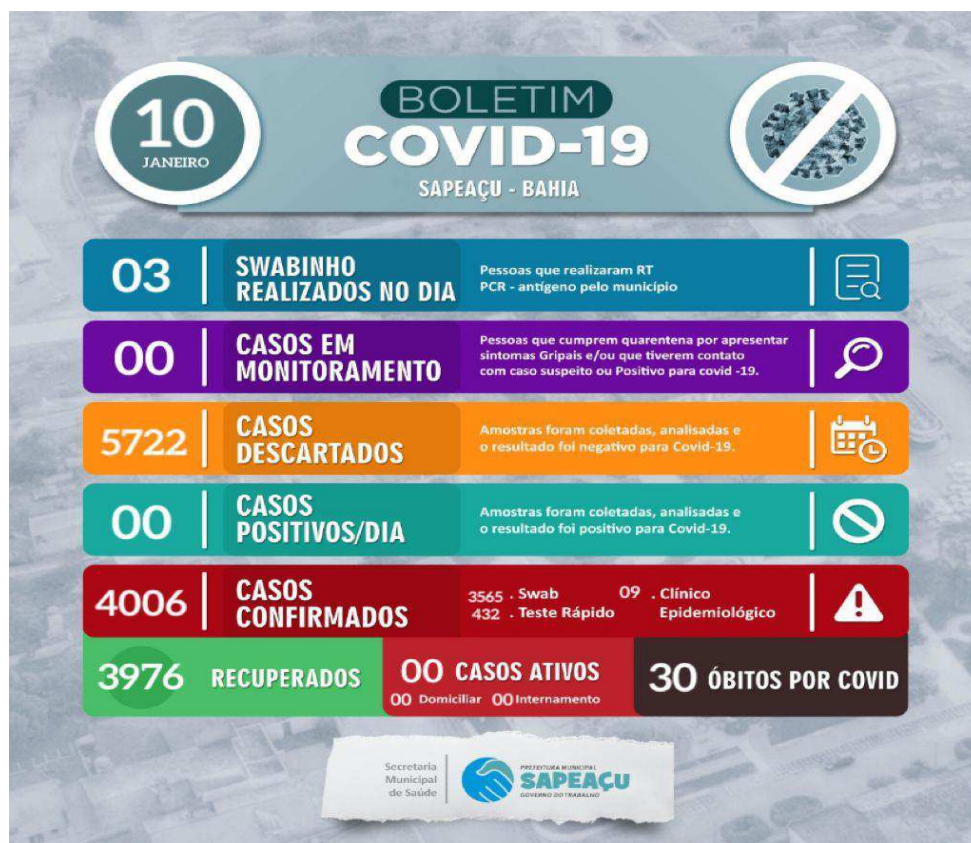 10
JANEIRO
BOLETIM
COVID-19
SAPEAÇU - BAHIA
03
SWABINHO
REALIZADOS NO DIA
Pessoas que realizaram RT
PCR - antígeno pelo município
00
CASOS EM
MONITORAMENTO
Pessoas que cumprem quarentena por apresentar
sintomas Gripais e/ou que tiverem contato
com caso suspeito ou Positivo para covid -19.
5722
CASOS
DESCARTADOS
Amostras foram coletadas, analisadas e
o resultado foi negativo para Covid-19.
00
CASOS
POSITIVOS/DIA
Amostras foram coletadas, analisadas e
o resultado foi positivo para Covid-19.
4006
CASOS
CONFIRMADOS
3565 . Swab
432 . Teste Rápido
09 . Clínico
Epidemiológico
3976 RECUPERADOS
00 CASOS ATIVOS
00 Domiciliar 00 Internamento
30 ÓBITOS POR COVID
Secretaria
Municipal
de Saúde
PREFEITURA MUNICIPAL
SAPEAÇU
GOVERNO DO TRABALHO